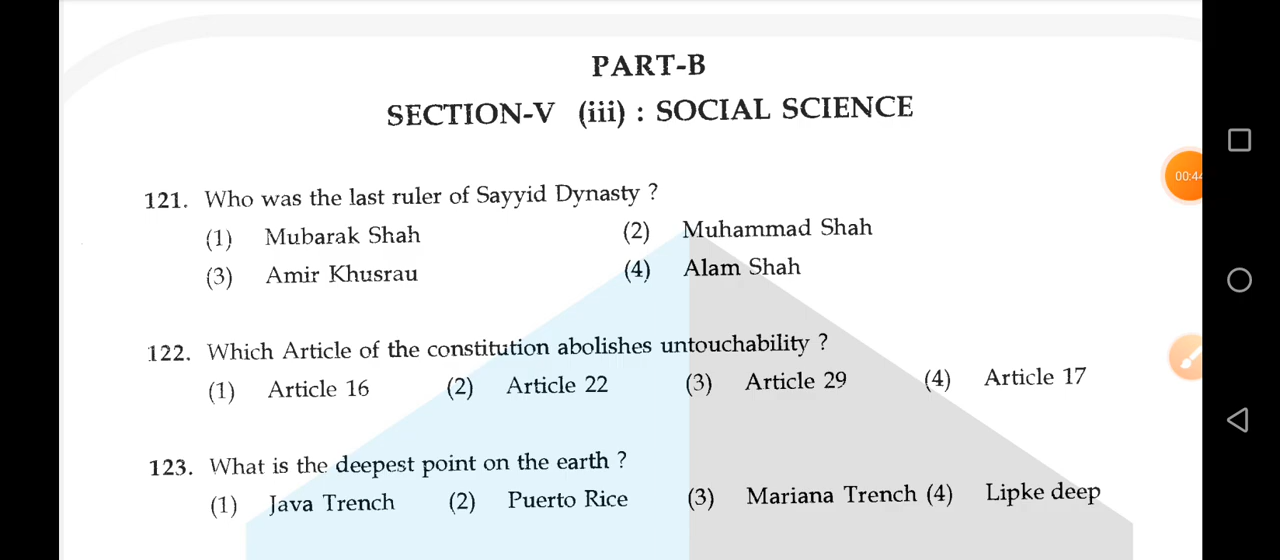 PART-B
SECTION-V (iii) : SOCIAL SCIENCE
00:44
121. Who was the last ruler of Sayyid Dynasty ?
(1) Mubarak Shah (2) Muhammad Shah
(3) Amir Khusrau (4) Alam Shah
122. Which Article of the constitution abolishes untouchability ?
(1) Article 16 (2) Article 22 (3) Article 29 (4) Article 17
123. What is the deepest point on the earth ?
(1) Java Trench (2) Puerto Rice (3) Mariana Trench (4) Lipke deep